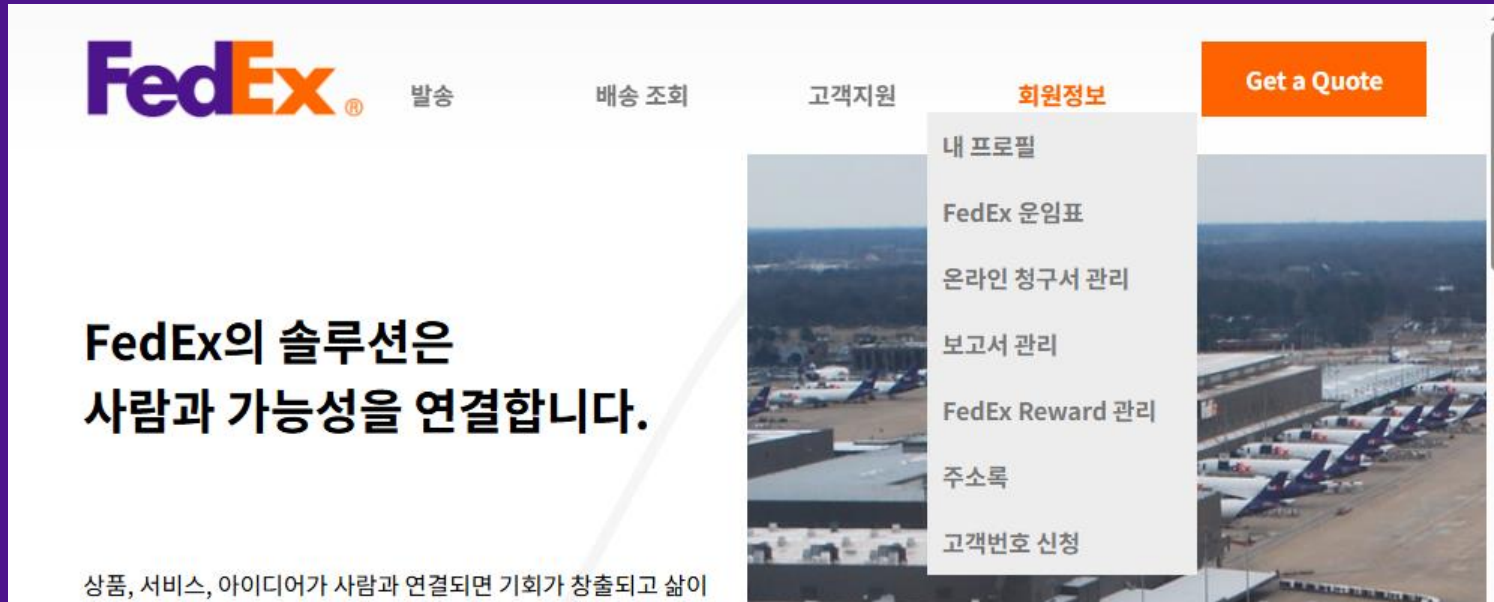 FedEx®
발송
배송 조회
고객지원
회원정보
Get a Quote
내 프로필
FedEx 운임표
온라인 청구서 관리
보고서 관리
FedEx Reward 관리
주소록
고객번호 신청
FedEx의 솔루션은
사람과 가능성을 연결합니다.
상품, 서비스, 아이디어가 사람과 연결되면 기회가 창출되고 삶이